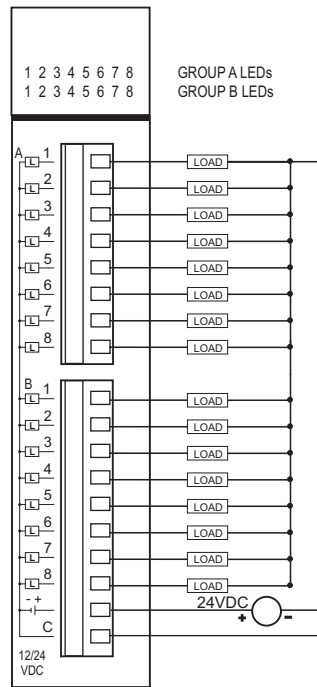 1 2 3 4 5 6 7 8 GROUP A LEDs
1 2 3 4 5 6 7 8 GROUP B LEDs
A L 1 LOAD
L 2 LOAD
L 3 LOAD
L 4 LOAD
L 5 LOAD
L 6 LOAD
L 7 LOAD
L 8 LOAD
B L 1 LOAD
L 2 LOAD
L 3 LOAD
L 4 LOAD
L 5 LOAD
L 6 LOAD
L 7 LOAD
L 8 LOAD
- + 24VDC
+ -
C
12/24
VDC